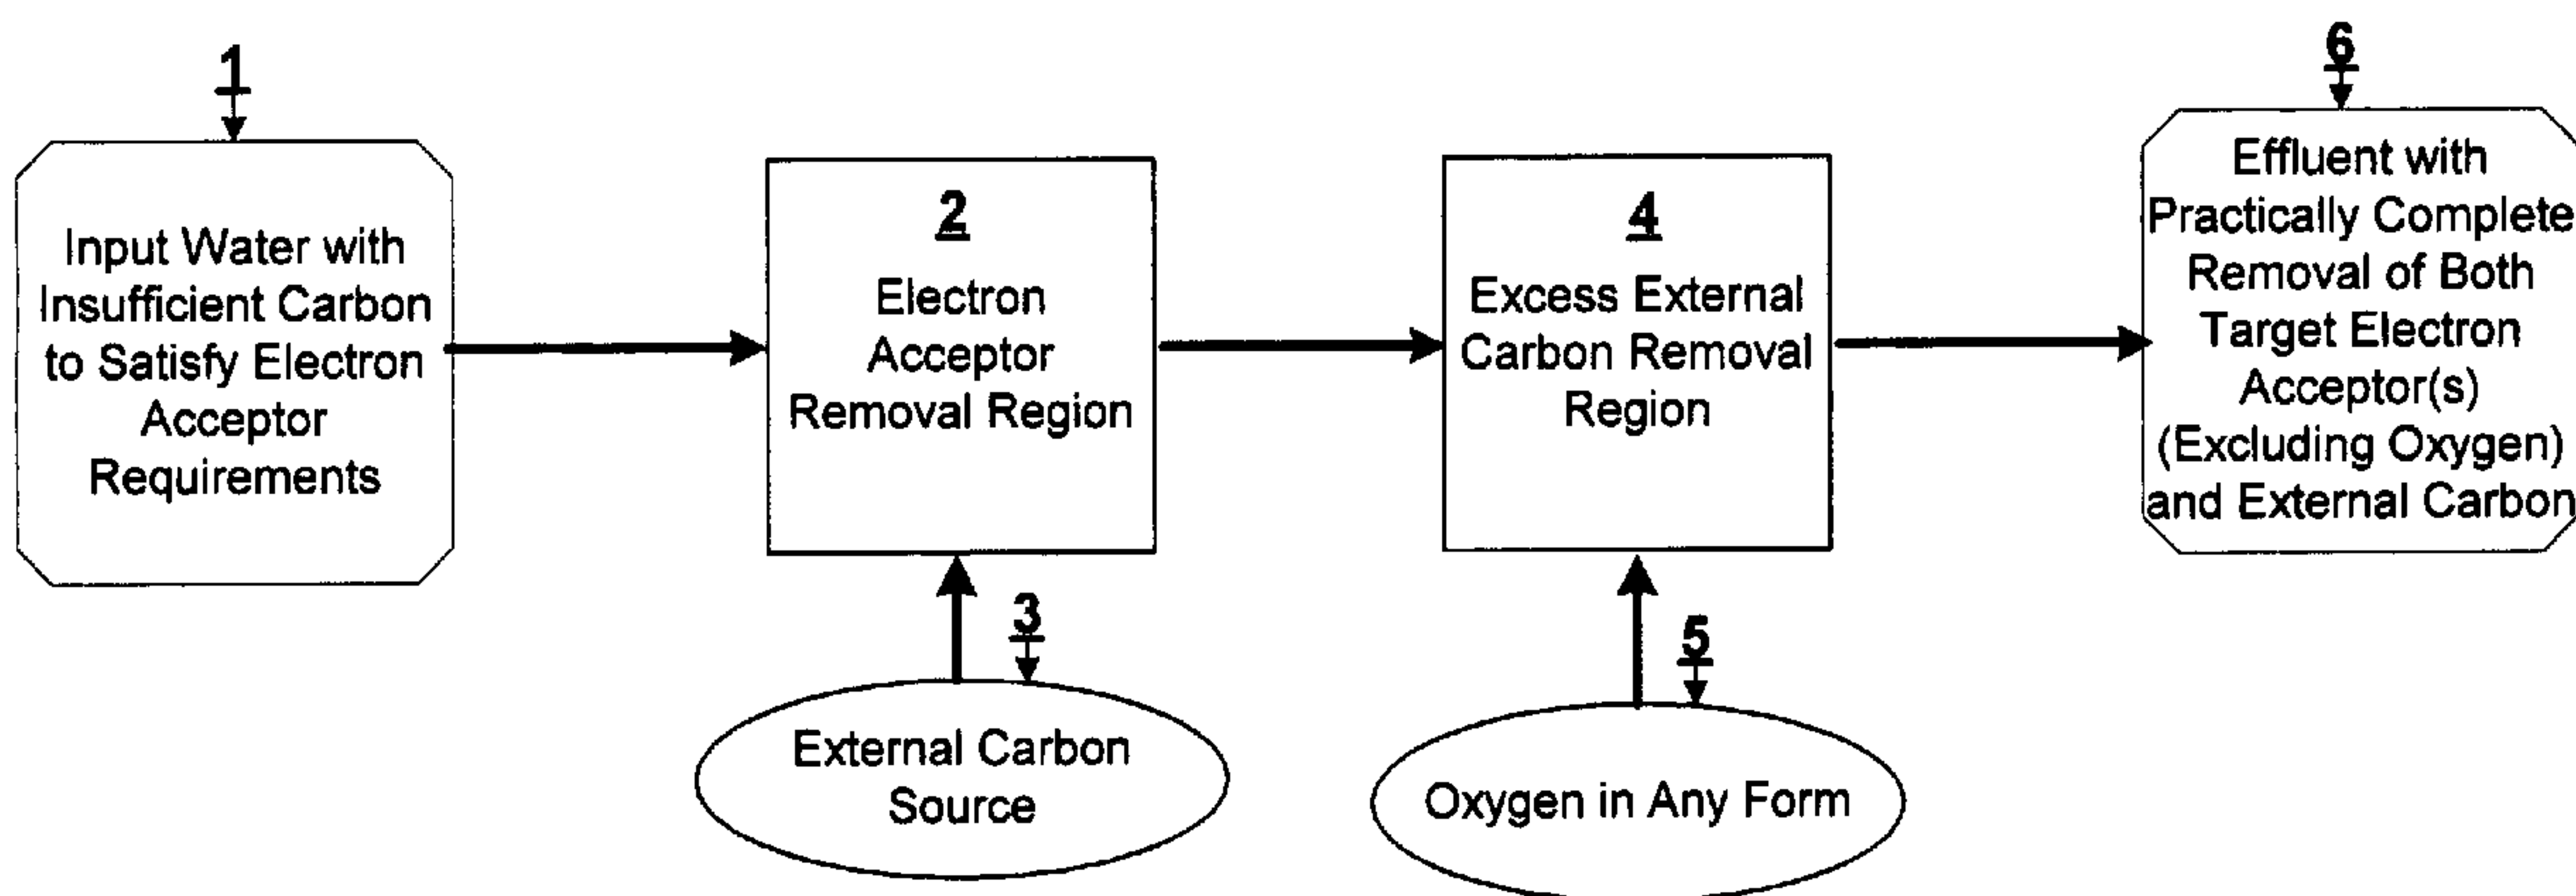 1
Input Water with
Insufficient Carbon
to Satisfy Electron
Acceptor
Requirements
2
Electron
Acceptor
Removal Region
3
External Carbon
Source
4
Excess External
Carbon Removal
Region
5
Oxygen in Any Form
6
Effluent with
Practically Complete
Removal of Both
Target Electron
Acceptor(s)
(Excluding Oxygen)
and External Carbon